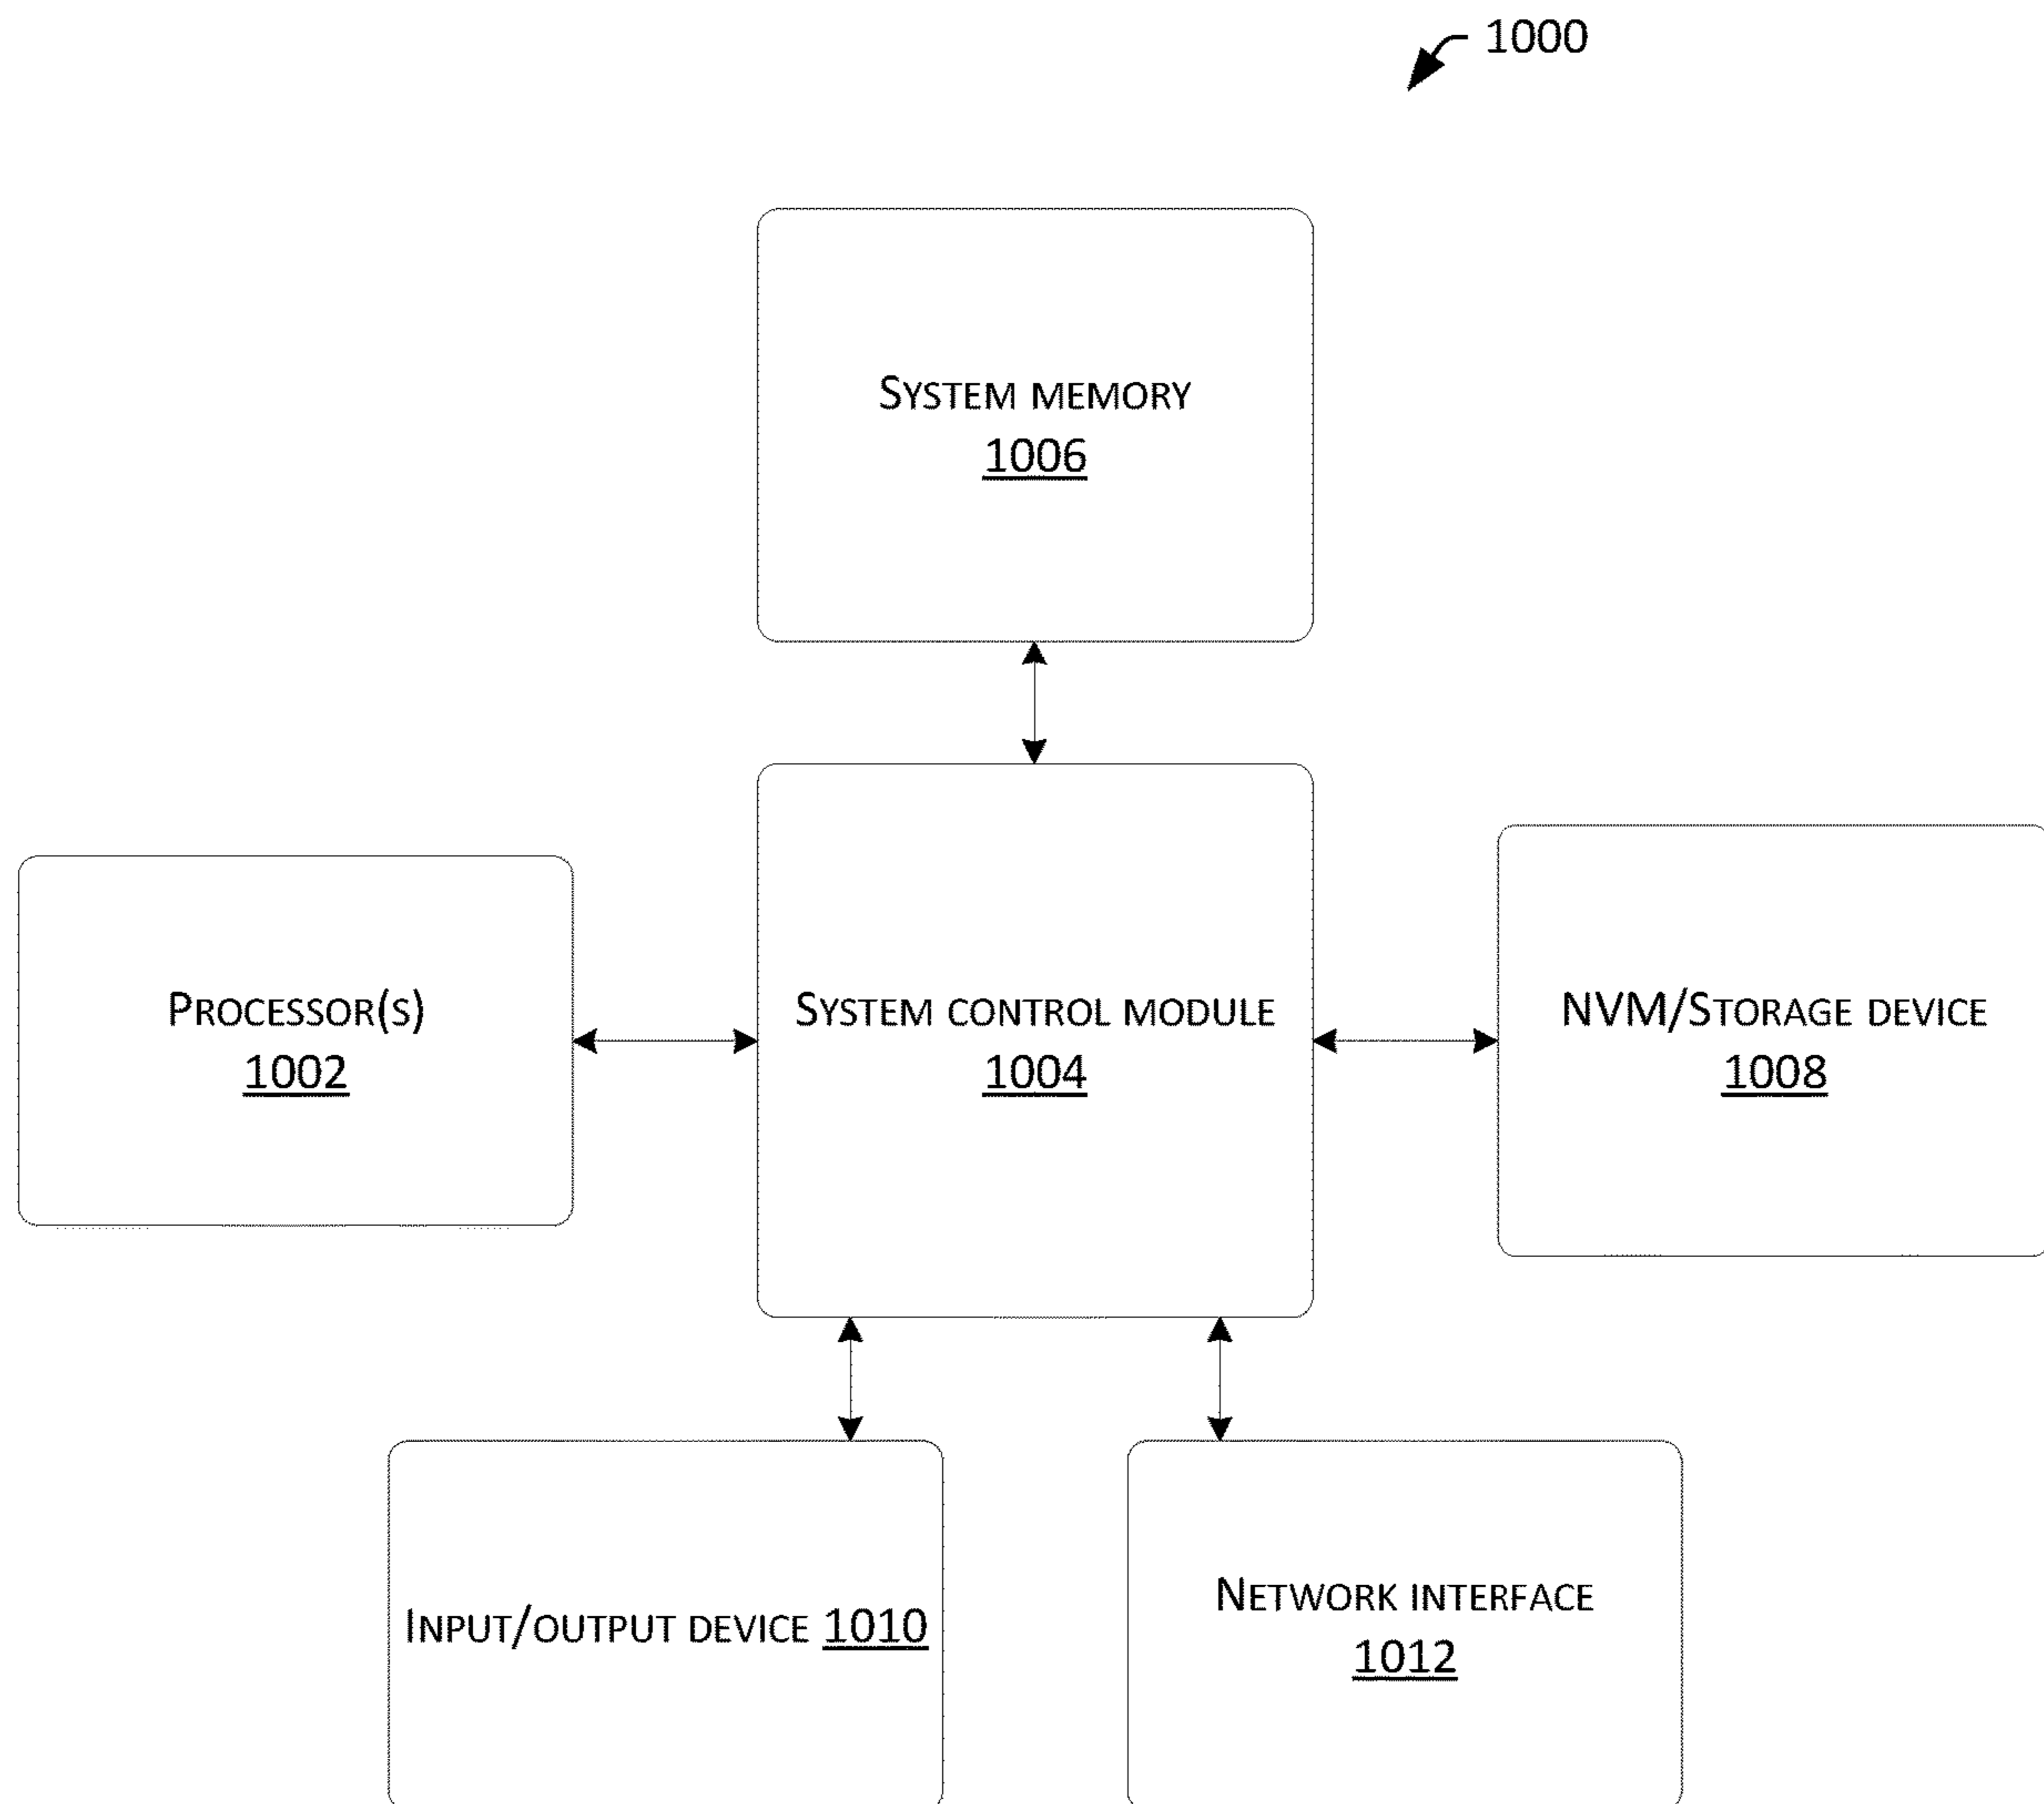 1000
SYSTEM MEMORY
1006
PROCESSOR(S)
1002
SYSTEM CONTROL MODULE
1004
NVM/STORAGE DEVICE
1008
INPUT/OUTPUT DEVICE 1010
NETWORK INTERFACE
1012